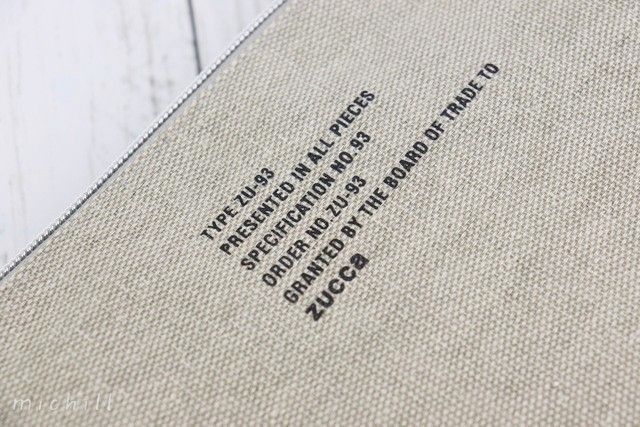 TYPE ZU-93
PRESENTED IN ALL PIECES
SPECIFICATION NO.93
ORDER NO.ZU-93
GRANTED BY THE BOARD OF TRADE TO
zucca
michill